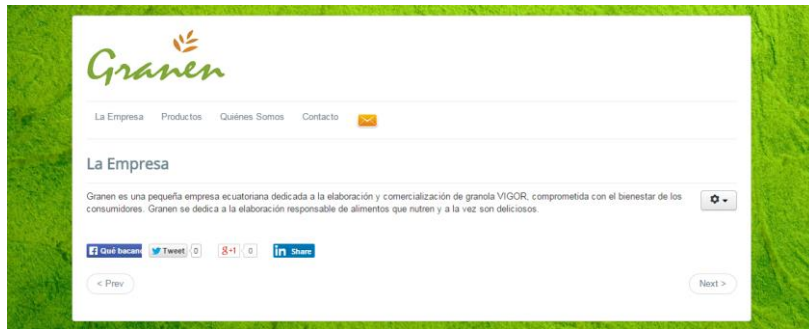 Granen
La Empresa Productos Quiénes Somos Contacto
La Empresa
Granen es una pequeña empresa ecuatoriana dedicada a la elaboración y comercialización de granola VIGOR, comprometida con el bienestar de los
consumidores. Granen se dedica a la elaboración responsable de alimentos que nutren y a la vez son deliciosos.
Qué bacan Tweet 0 g+1 0 in Share
< Prev Next >